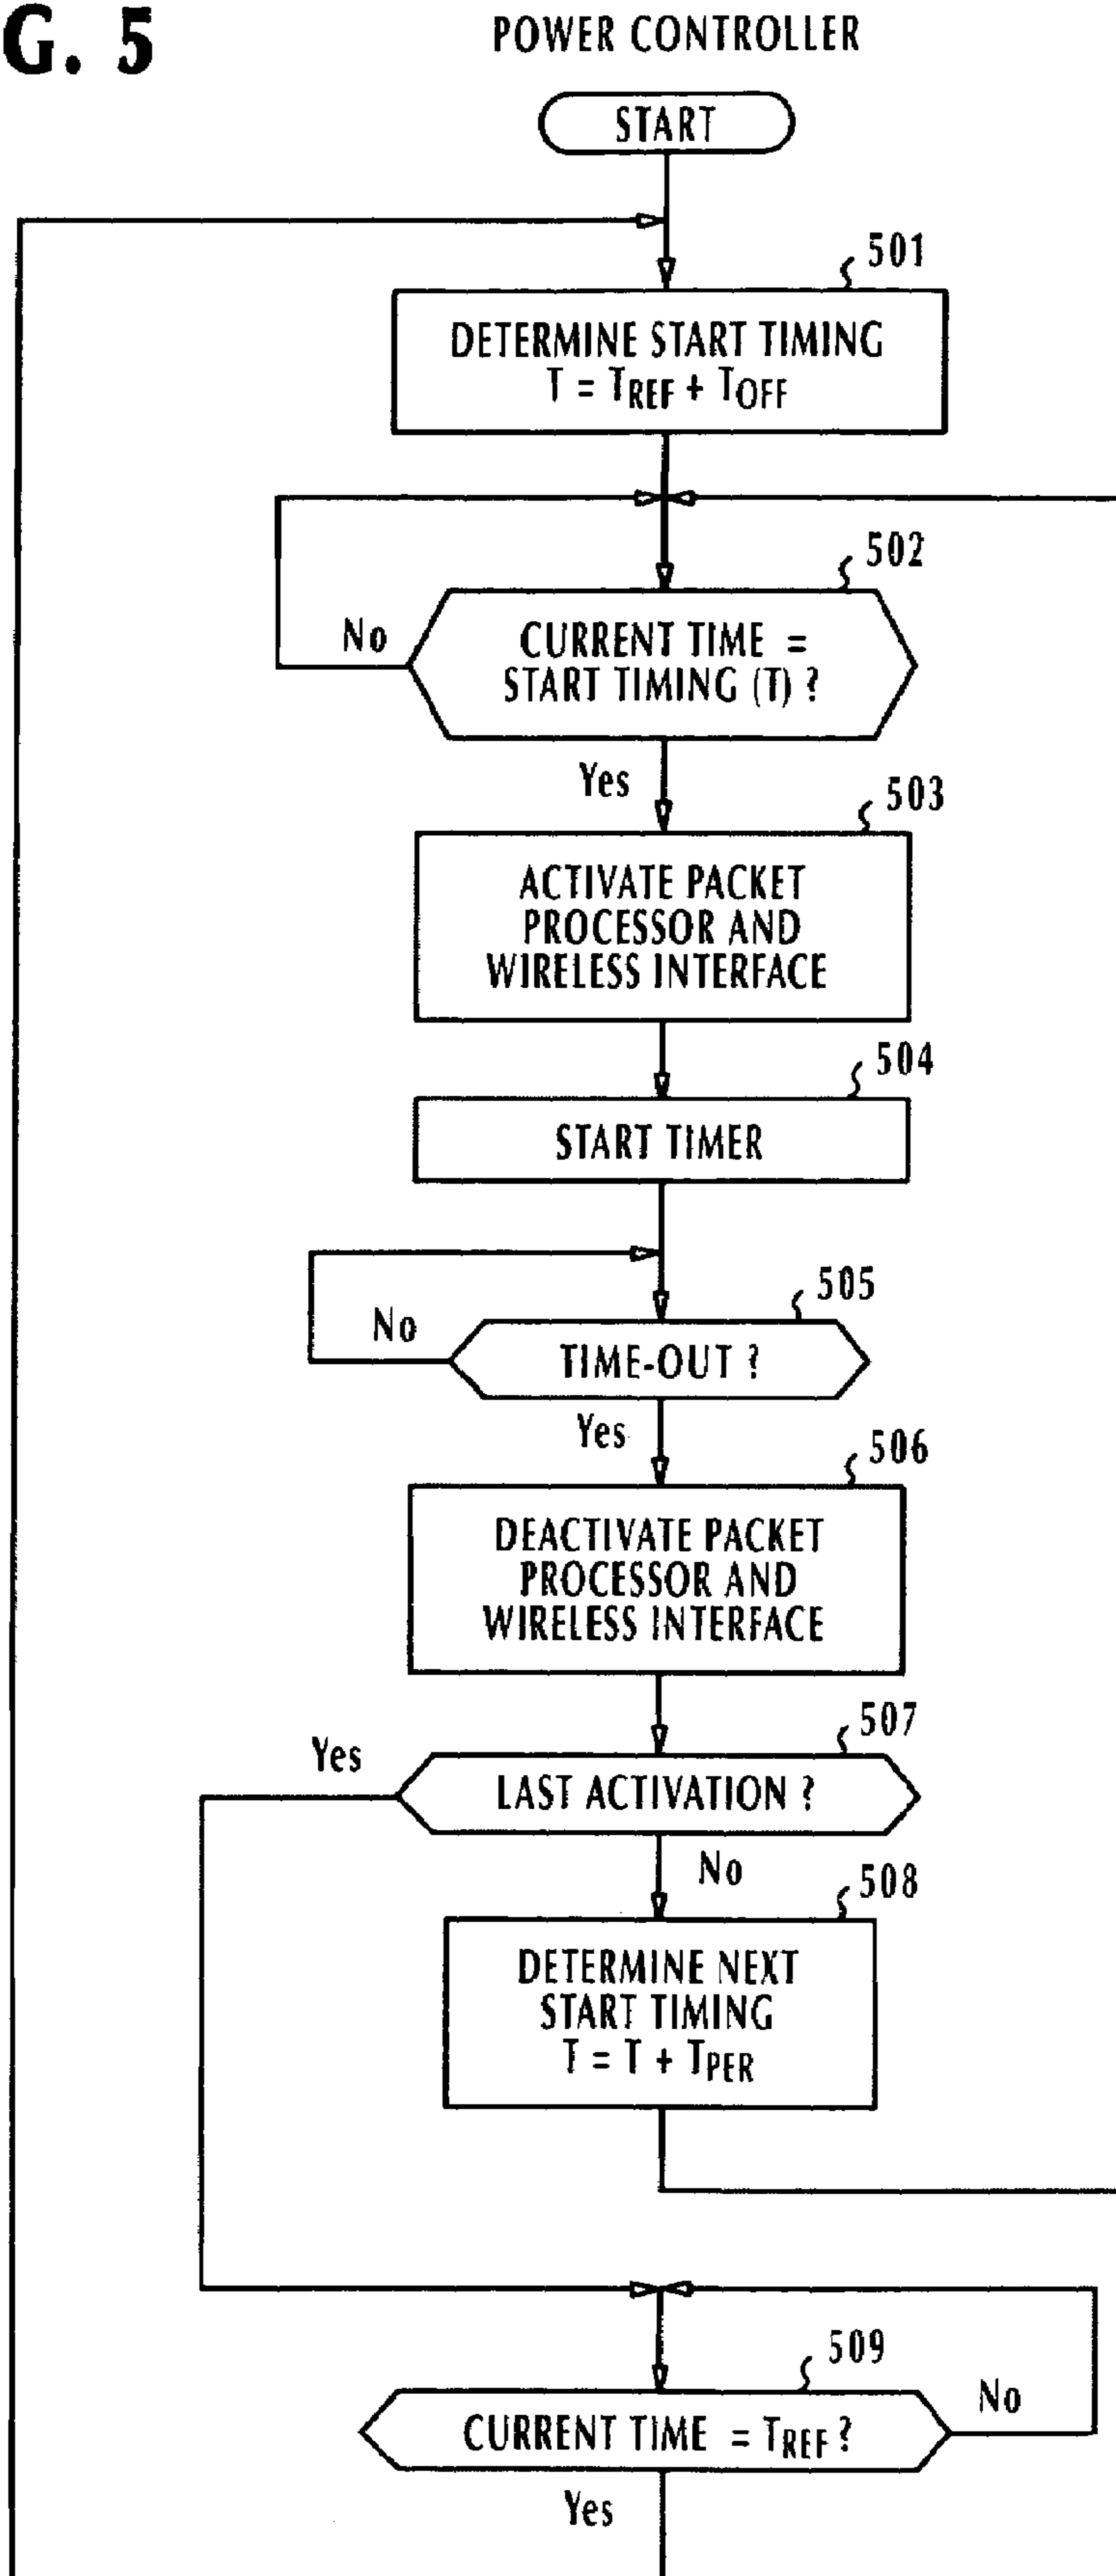 G. 5
POWER CONTROLLER
START
501
DETERMINE START TIMING
T = TREF + TOFF
502
No
CURRENT TIME =
START TIMING (T) ?
Yes
503
ACTIVATE PACKET
PROCESSOR AND
WIRELESS INTERFACE
504
START TIMER
505
No
TIME-OUT ?
Yes
506
DEACTIVATE PACKET
PROCESSOR AND
WIRELESS INTERFACE
507
Yes
LAST ACTIVATION ?
No
508
DETERMINE NEXT
START TIMING
T = T + TPER
509
No
CURRENT TIME = TREF ?
Yes